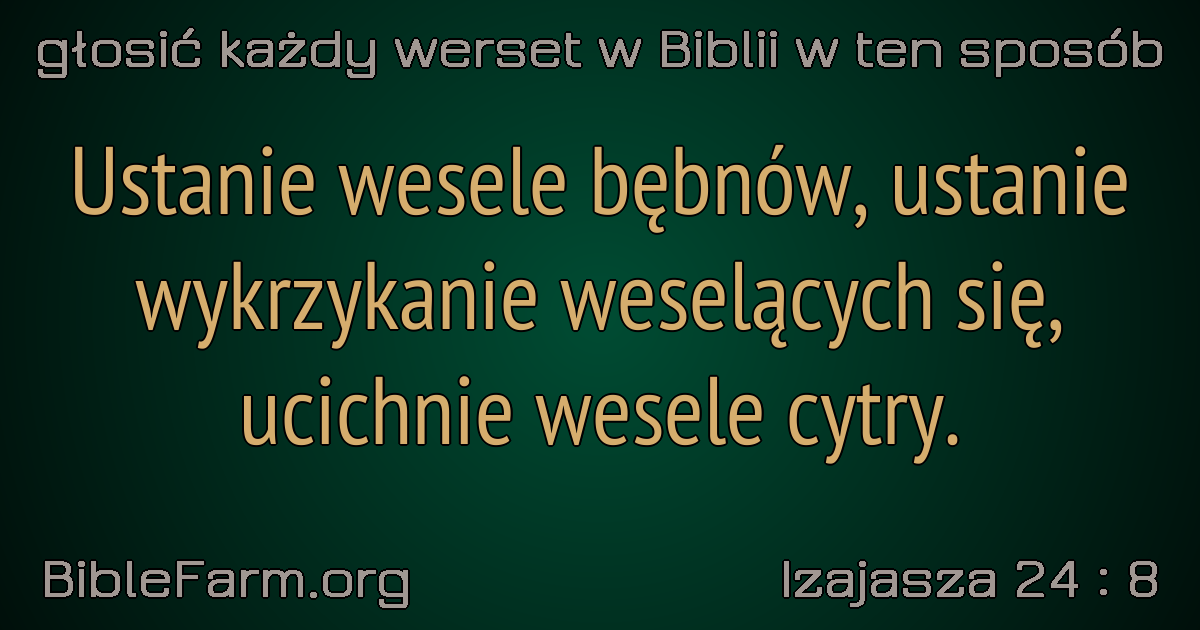 głosić każdy werset w Biblii w ten sposób
Ustanie wesele bębnów, ustanie
wykrzykanie weselących się,
ucichnie wesele cytry.
BibleFarm.org
Izajasza 24 : 8